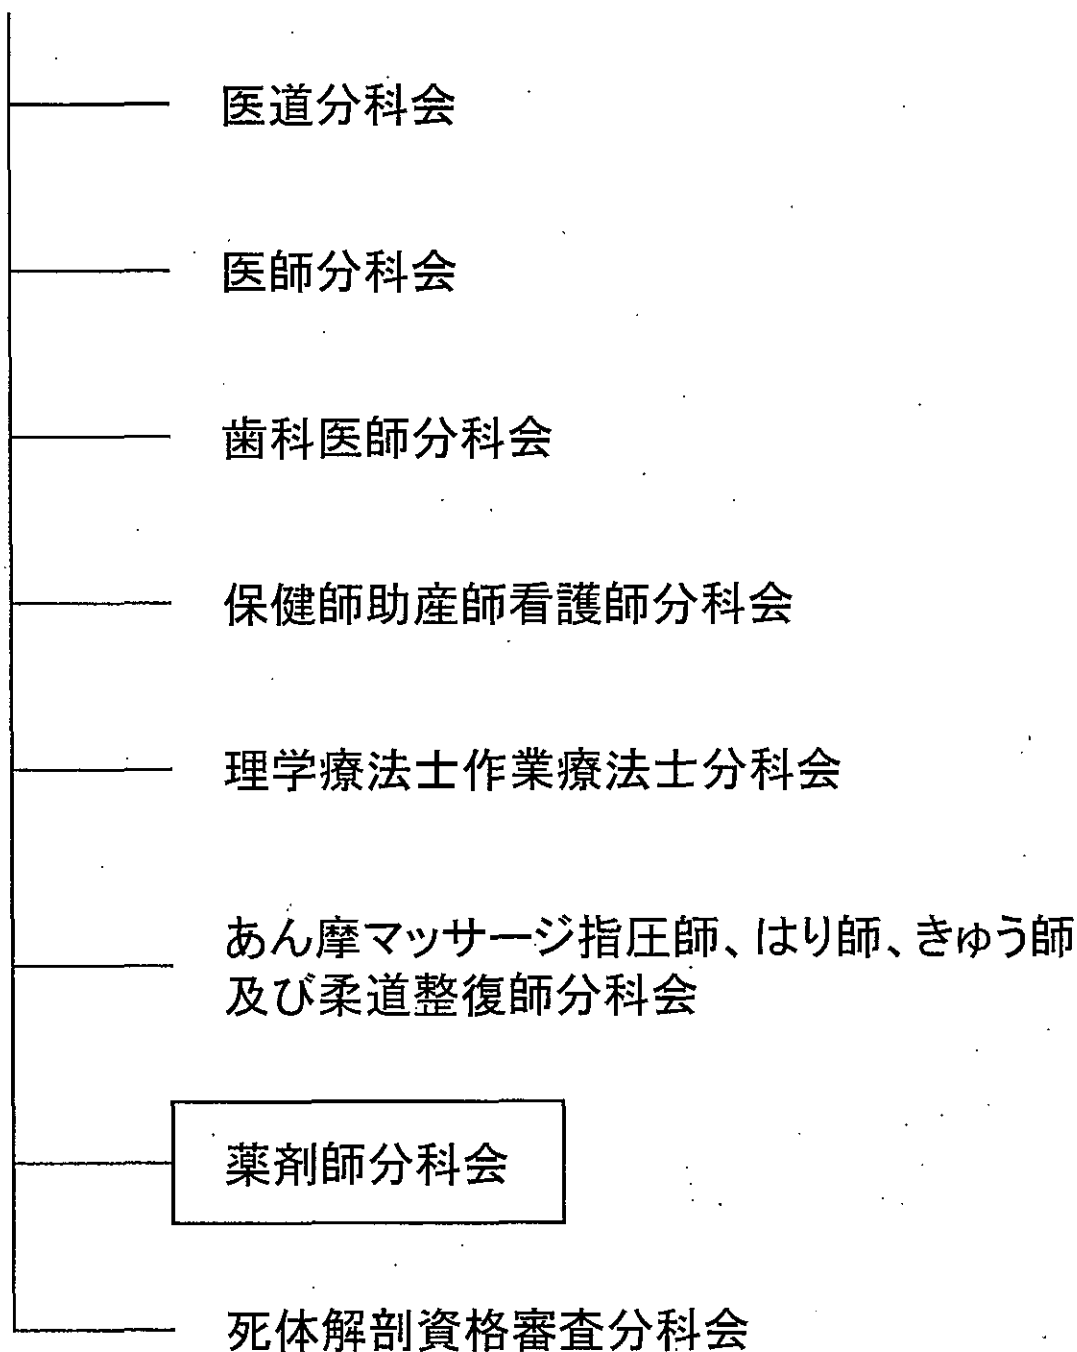 医道分科会
医師分科会
歯科医師分科会
保健師助産師看護師分科会
理学療法士作業療法士分科会
あん摩マッサージ指圧師、はり師、きゅう師
及び柔道整復師分科会
薬剤師分科会
死体解剖資格審査分科会